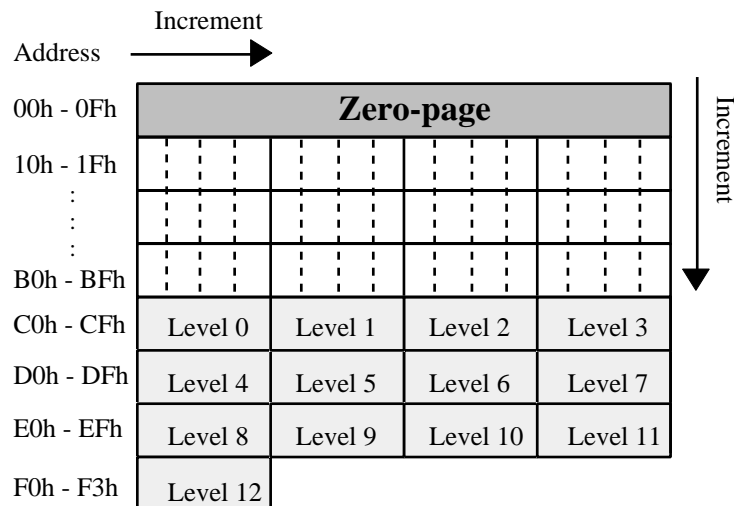 Increment
Address
00h - 0Fh Zero-page
Increment
10h - 1Fh
:
:
B0h - BFh
C0h - CFh Level 0 Level 1 Level 2 Level 3
D0h - DFh Level 4 Level 5 Level 6 Level 7
E0h - EFh Level 8 Level 9 Level 10 Level 11
F0h - F3h Level 12